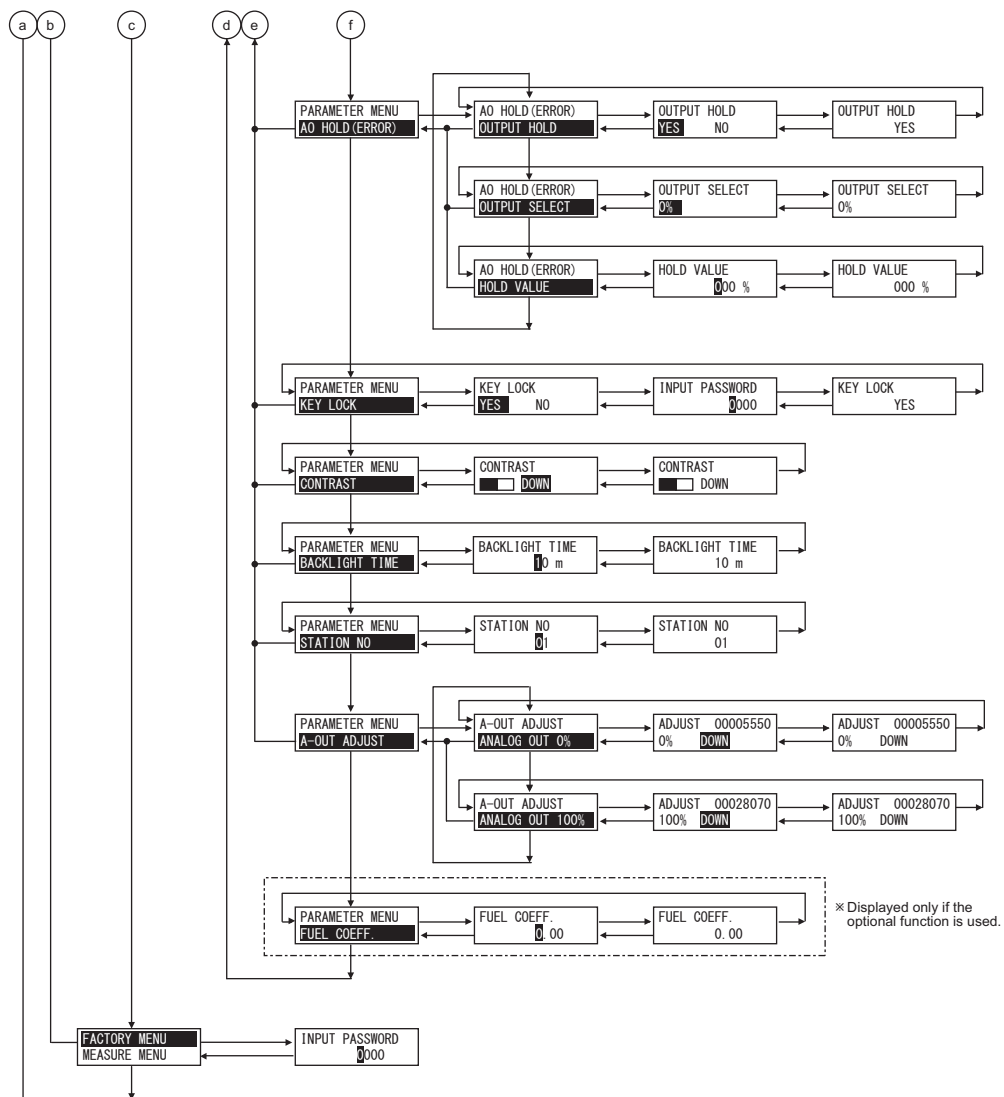 a b c d e f
PARAMETER MENU
AO HOLD(ERROR)
AO HOLD(ERROR)
OUTPUT HOLD
OUTPUT HOLD
YES NO
OUTPUT HOLD
YES
AO HOLD(ERROR)
OUTPUT SELECT
OUTPUT SELECT
0%
OUTPUT SELECT
0%
AO HOLD(ERROR)
HOLD VALUE
HOLD VALUE
000 %
HOLD VALUE
000 %
PARAMETER MENU
KEY LOCK
KEY LOCK
YES NO
INPUT PASSWORD
0000
KEY LOCK
YES
PARAMETER MENU
CONTRAST
CONTRAST
DOWN
CONTRAST
DOWN
PARAMETER MENU
BACKLIGHT TIME
BACKLIGHT TIME
10 m
BACKLIGHT TIME
10 m
PARAMETER MENU
STATION NO
STATION NO
01
STATION NO
01
PARAMETER MENU
A-OUT ADJUST
A-OUT ADJUST
ANALOG OUT 0%
ADJUST 00005550
0% DOWN
ADJUST 00005550
0% DOWN
A-OUT ADJUST
ANALOG OUT 100%
ADJUST 00028070
100% DOWN
ADJUST 00028070
100% DOWN
PARAMETER MENU
FUEL COEFF.
FUEL COEFF.
0.00
FUEL COEFF.
0.00
※ Displayed only if the
optional function is used.
FACTORY MENU
MEASURE MENU
INPUT PASSWORD
0000